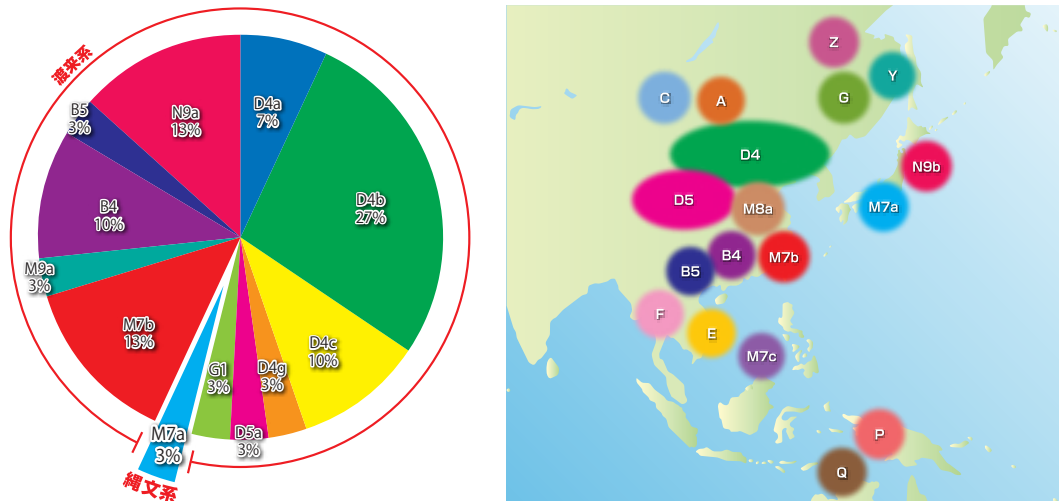 渡来系
D4a
7%
D4b
27%
D4c
10%
D4g
3%
D5a
3%
G1
3%
M7a
3%
縄文系
M7b
13%
M9a
3%
B4
10%
B5
3%
N9a
13%
Z
Y
C
A
G
D4
N9b
D5
M8a
M7a
B4
M7b
B5
F
E
M7c
P
Q